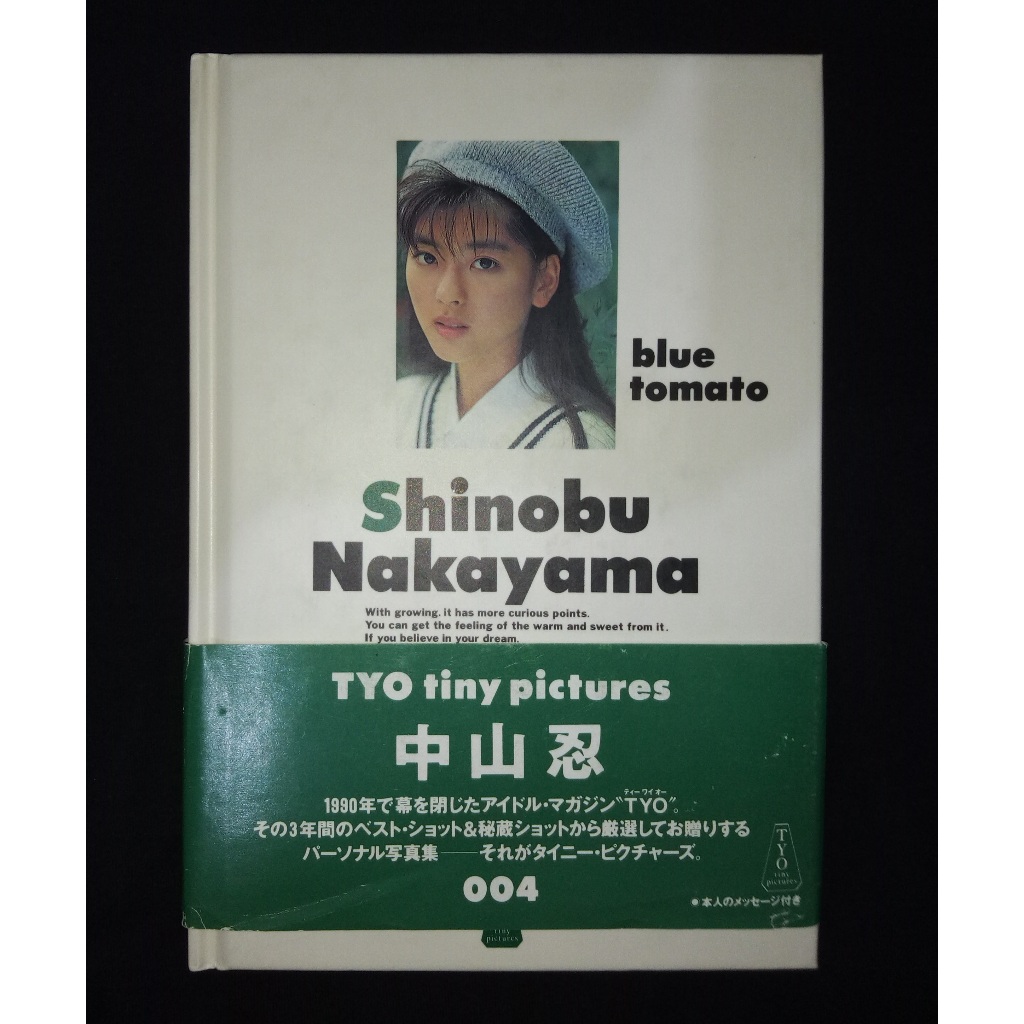 blue
tomato
Shinobu
Nakayama
With growing, it has more curious points.
You can get the feeling of the warm and sweet from it.
If you believe in your dream.
TYO tiny pictures
中山忍
ティーワイオー
1990年で幕を閉じたアイドル・マガジン“TYO”。
その3年間のベスト・ショット&秘蔵ショットから厳選してお贈りする
パーソナル写真集——それがタイニー・ピクチャーズ。
004
TYO
tiny
pictures
●本人のメッセージ付き
tiny
pictures